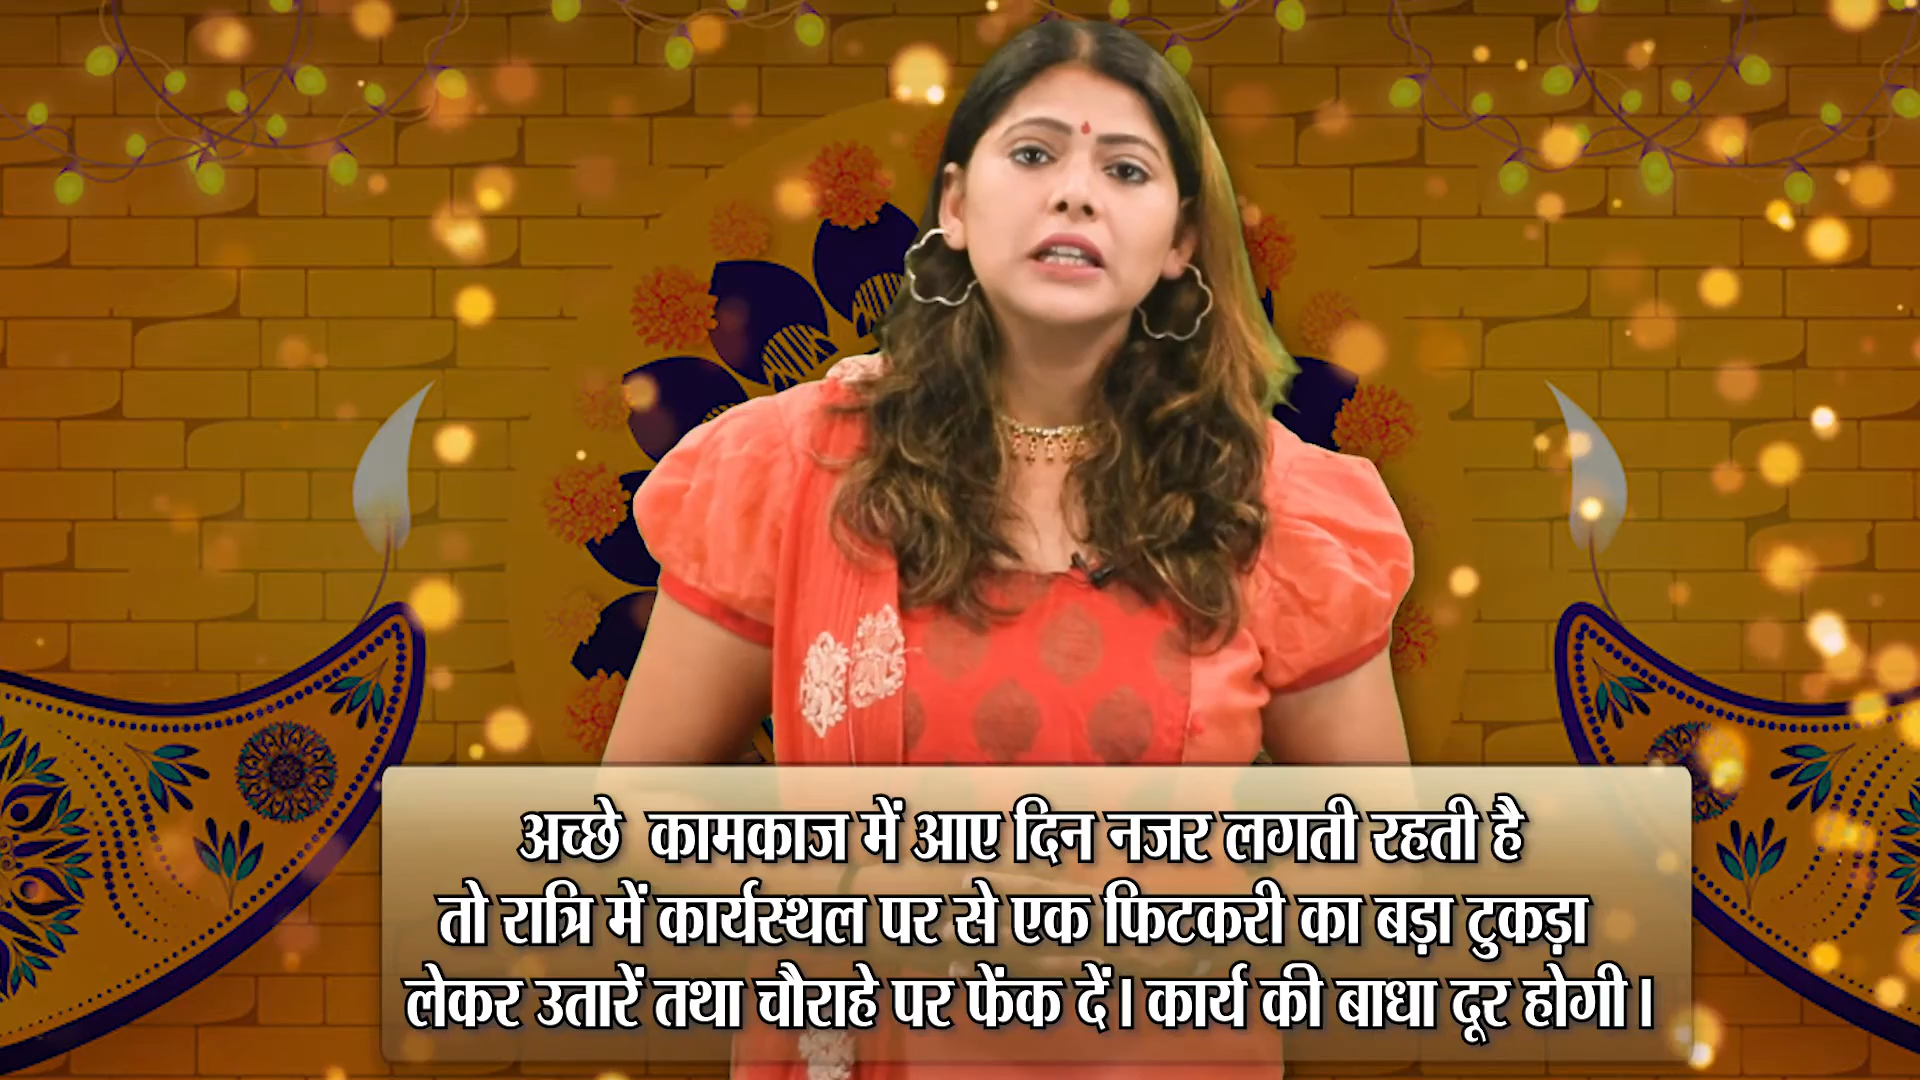 अच्छे कामकाज में आए दिन नजर लगती रहती है
तो रात्रि में कार्यस्थल पर से एक फिटकरी का बड़ा टुकड़ा
लेकर उतारें तथा चौराहे पर फेंक दें। कार्य की बाधा दूर होगी।